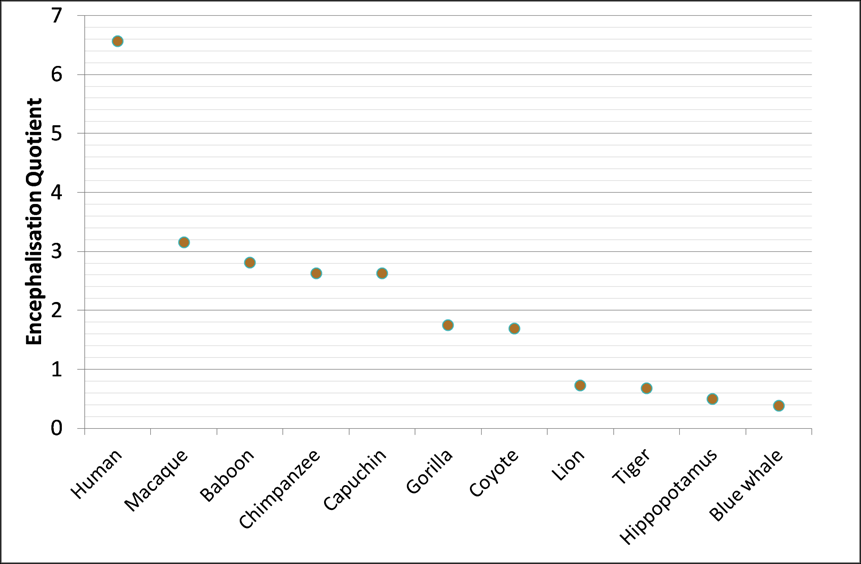 Encephalisation Quotient
7
6
5
4
3
2
1
0
Human
Macaque
Baboon
Chimpanzee
Capuchin
Gorilla
Coyote
Lion
Tiger
Hippopotamus
Blue whale